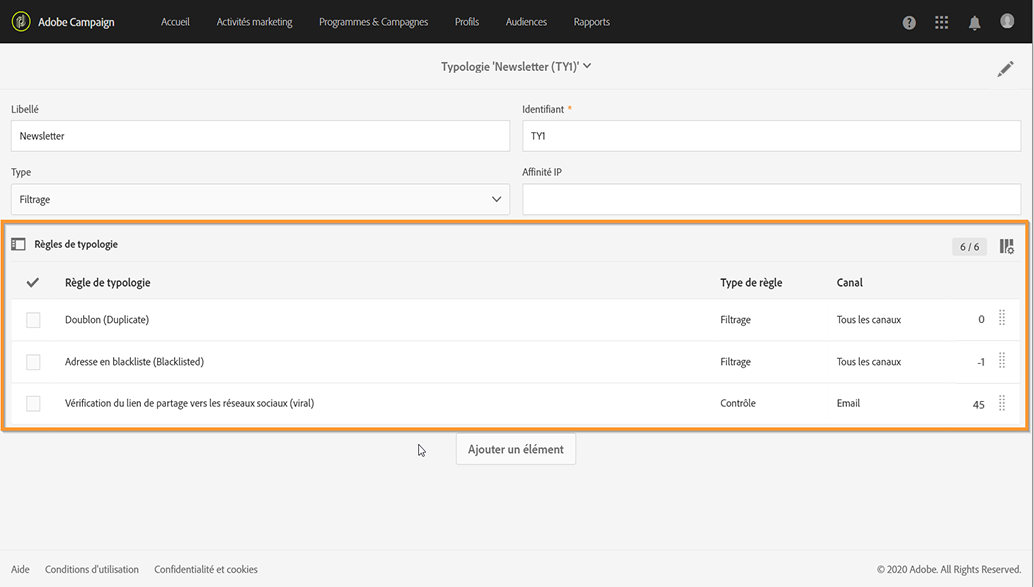 Adobe Campaign Accueil Activités marketing Programmes & Campagnes Profils Audiences Rapports
Typologie 'Newsletter (TY1)'
Libellé Identifiant *
Newsletter TY1
Type Affinité IP
Filtrage
Règles de typologie 6 / 6
Règle de typologie Type de règle Canal
Doublon (Duplicate) Filtrage Tous les canaux 0
Adresse en blackliste (Blacklisted) Filtrage Tous les canaux -1
Vérification du lien de partage vers les réseaux sociaux (viral) Contrôle Email 45
Ajouter un élément
Aide Conditions d'utilisation Confidentialité et cookies © 2020 Adobe. All Rights Reserved.